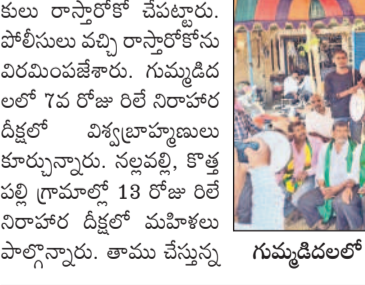 కులు రాస్తారోకో చేపట్టారు.
పోలీసులు వచ్చి రాస్తారోకోను
విరమింపజేశారు. గుమ్మడిద
లలో 7వ రోజు రిలే నిరాహార
దీక్షలో విశ్వబ్రాహ్మణులు
కూర్చున్నారు. నల్లవల్లి, కొత్త
పల్లి గ్రామాల్లో 13 రోజు రిలే
నిరాహార దీక్షలో మహిళలు
పాల్గొన్నారు. తాము చేస్తున్న
గుమ్మడిదలలో